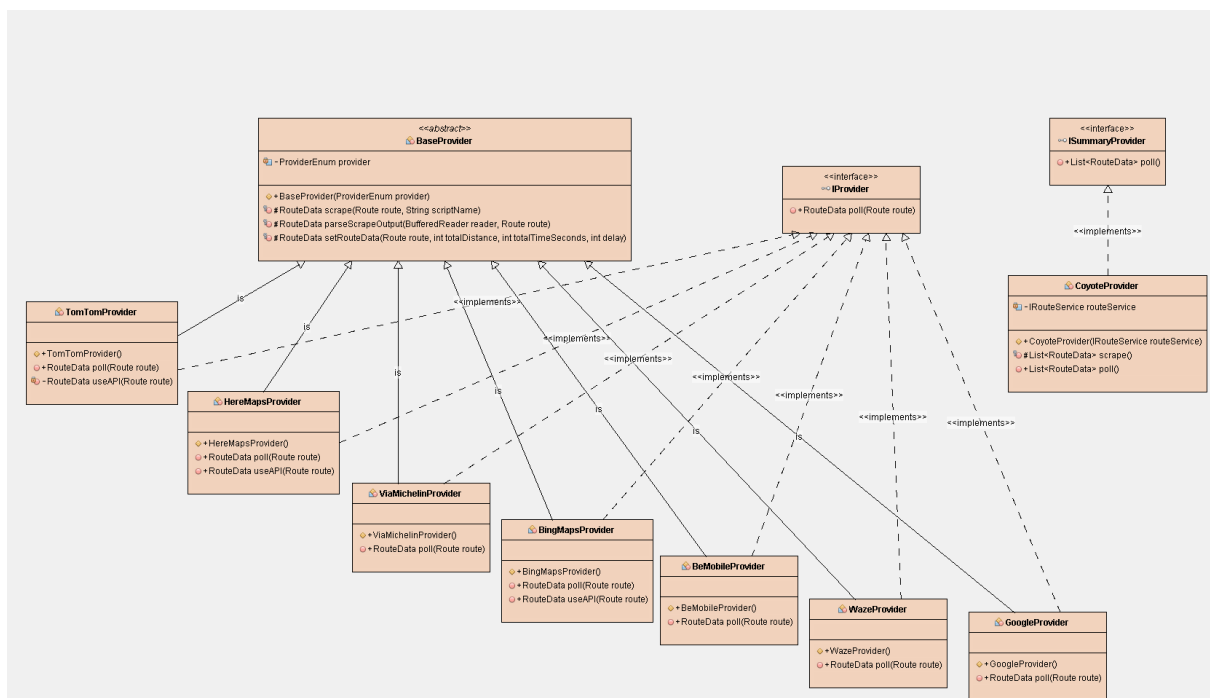 <<abstract>>
BaseProvider
-ProviderEnum provider
+BaseProvider(ProviderEnum provider)
#RouteData scrape(Route route, String scriptName)
#RouteData parseScrapeOutput(BufferedReader reader, Route route)
#RouteData setRouteData(Route route, int totalDistance, int totalTimeSeconds, int delay)
<<interface>>
IProvider
+RouteData poll(Route route)
<<interface>>
ISummaryProvider
+List<RouteData> poll()
<<implements>>
CoyoteProvider
-IRouteService routeService
+CoyoteProvider(IRouteService routeService)
#List<RouteData> scrape()
+List<RouteData> poll()
TomTomProvider
+TomTomProvider()
+RouteData poll(Route route)
-RouteData useAPI(Route route)
is
<<implements>>
HereMapsProvider
+HereMapsProvider()
+RouteData poll(Route route)
+RouteData useAPI(Route route)
is
<<implements>>
ViaMichelinProvider
+ViaMichelinProvider()
+RouteData poll(Route route)
is
<<implements>>
BingMapsProvider
+BingMapsProvider()
+RouteData poll(Route route)
+RouteData useAPI(Route route)
is
<<implements>>
BeMobileProvider
+BeMobileProvider()
+RouteData poll(Route route)
is
<<implements>>
WazeProvider
+WazeProvider()
+RouteData poll(Route route)
is
<<implements>>
GoogleProvider
+GoogleProvider()
+RouteData poll(Route route)
is
<<implements>>